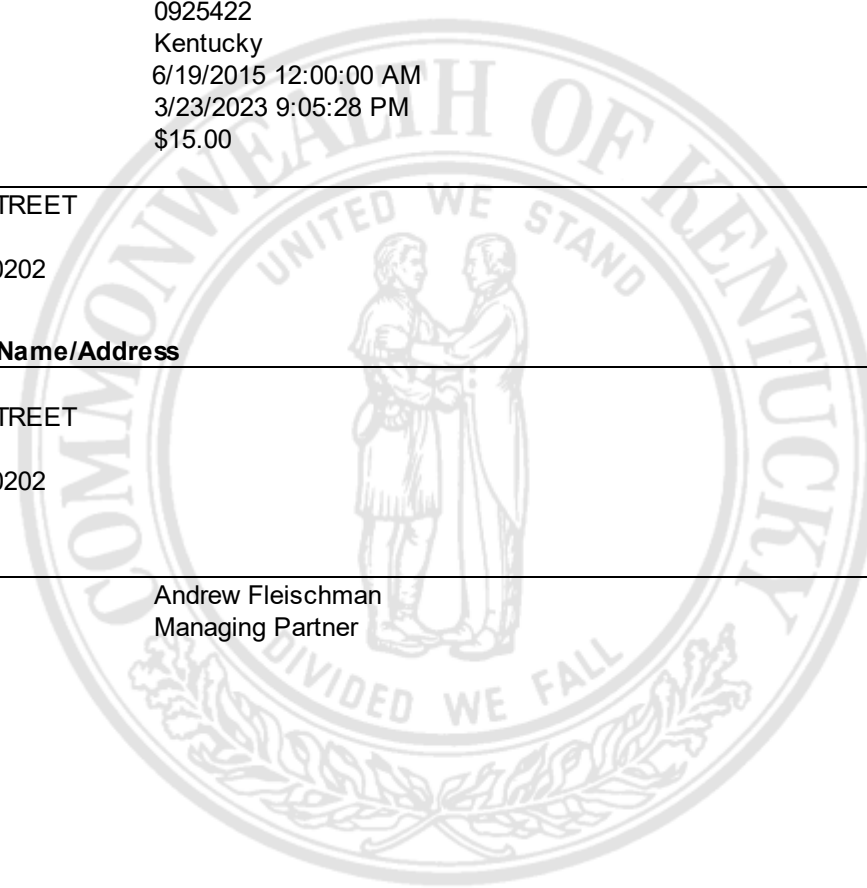 0925422
Kentucky
6/19/2015 12:00:00 AM
3/23/2023 9:05:28 PM
$15.00
TREET
0202
Name/Address
TREET
0202
Andrew Fleischman
Managing Partner
COMMONWEALTH OF KENTUCKY
UNITED WE STAND
DIVIDED WE FALL